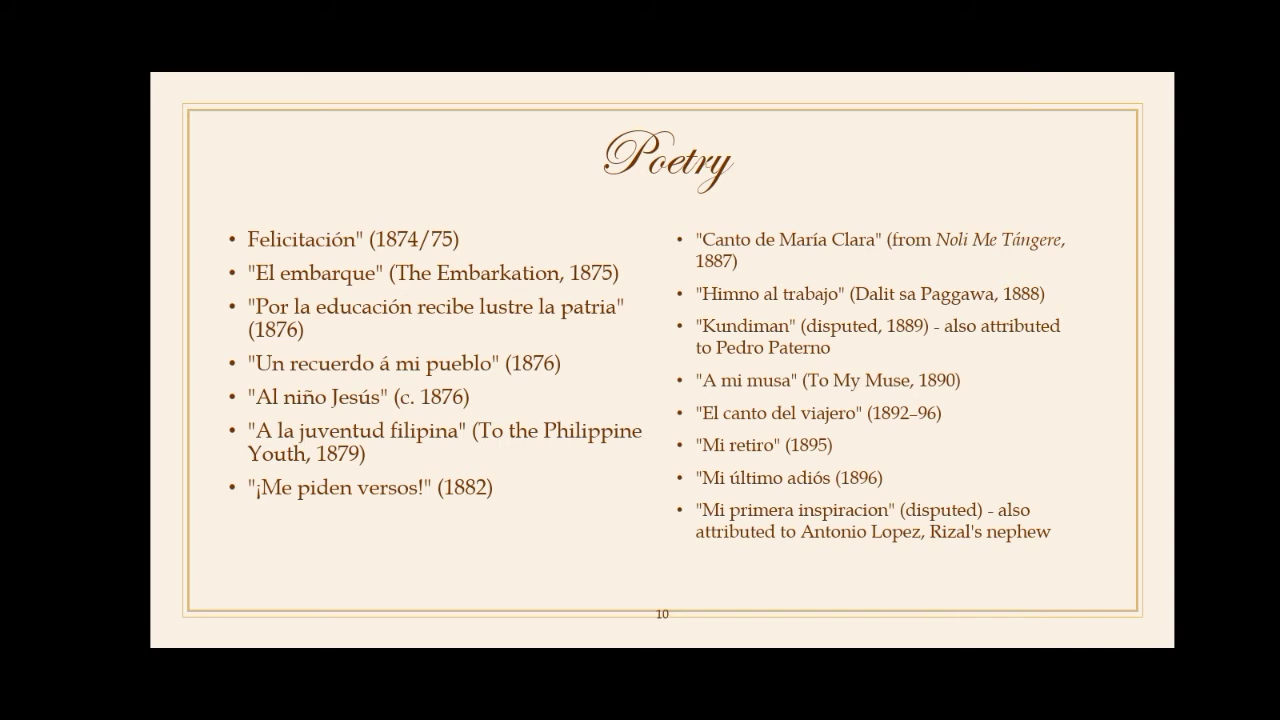 Poetry
• Felicitación" (1874/75)
• "El embarque" (The Embarkation, 1875)
• "Por la educación recibe lustre la patria"
(1876)
• "Un recuerdo á mi pueblo" (1876)
• "Al niño Jesús" (c. 1876)
• "A la juventud filipina" (To the Philippine
Youth, 1879)
• "¡Me piden versos!" (1882)
• "Canto de María Clara" (from Noli Me Tángere,
1887)
• "Himno al trabajo" (Dalit sa Paggawa, 1888)
• "Kundiman" (disputed, 1889) - also attributed
to Pedro Paterno
• "A mi musa" (To My Muse, 1890)
• "El canto del viajero" (1892–96)
• "Mi retiro" (1895)
• "Mi último adiós (1896)
• "Mi primera inspiracion" (disputed) - also
attributed to Antonio Lopez, Rizal's nephew
10